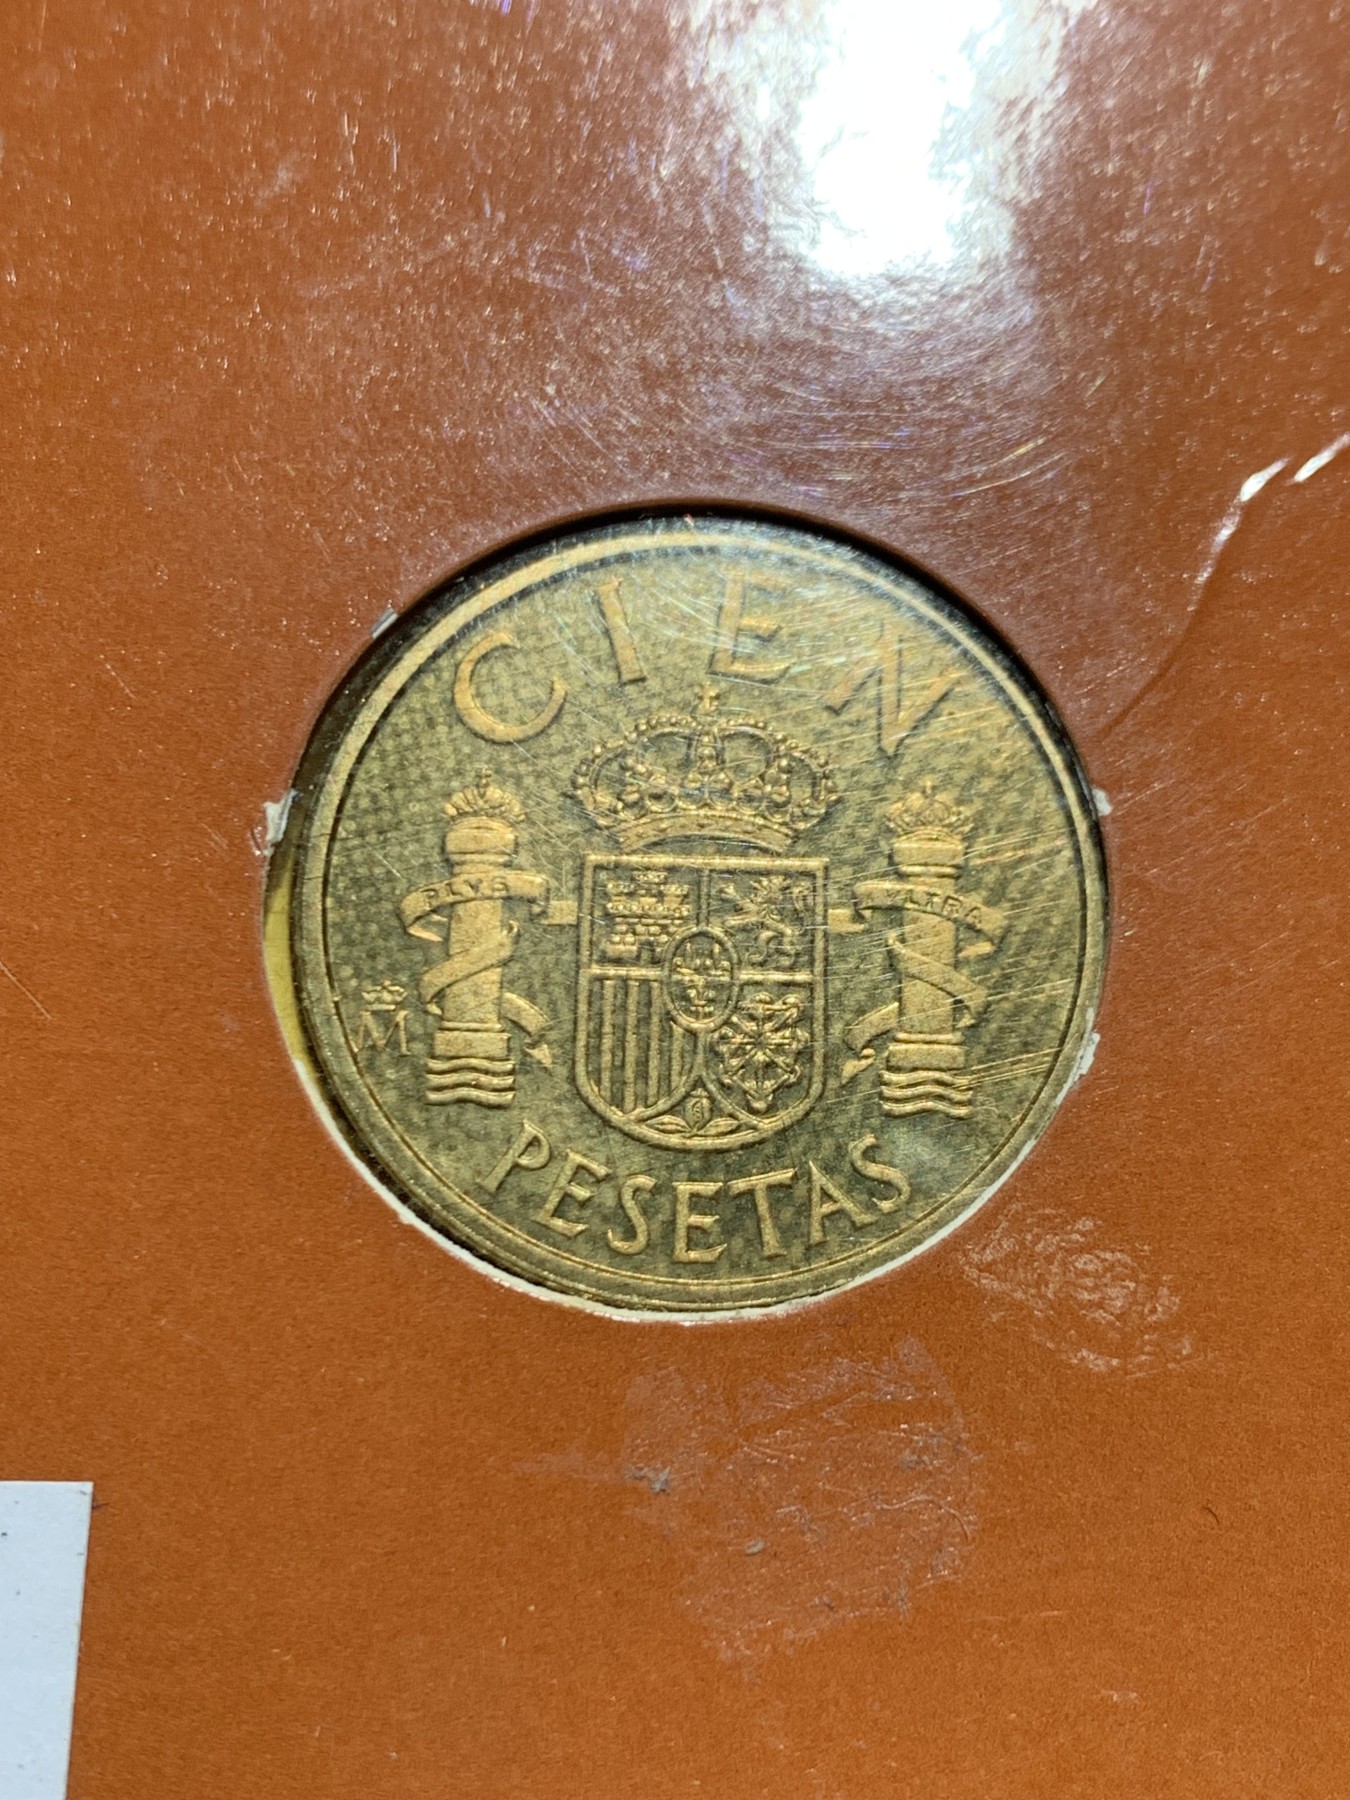 CIEN
PLVS
VLTRA
M
PESETAS